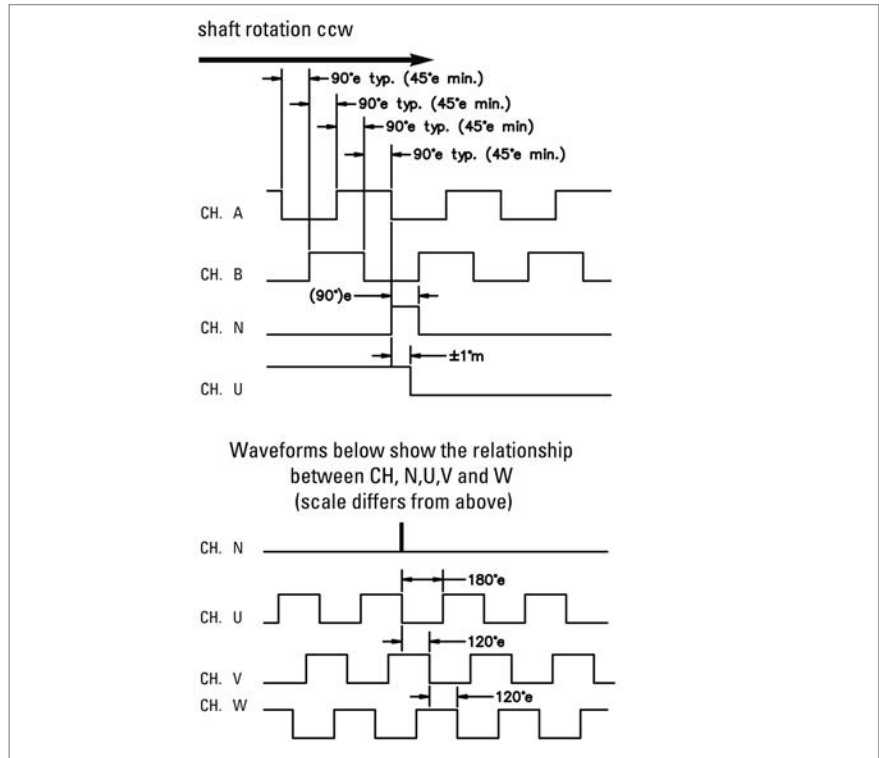 shaft rotation ccw
90°e typ. (45°e min.)
90°e typ. (45°e min.)
90°e typ. (45°e min)
90°e typ. (45°e min.)
CH. A
CH. B
(90°)e
CH. N
±1°m
CH. U
Waveforms below show the relationship
between CH, N,U,V and W
(scale differs from above)
CH. N
180°e
CH. U
120°e
CH. V
120°e
CH. W